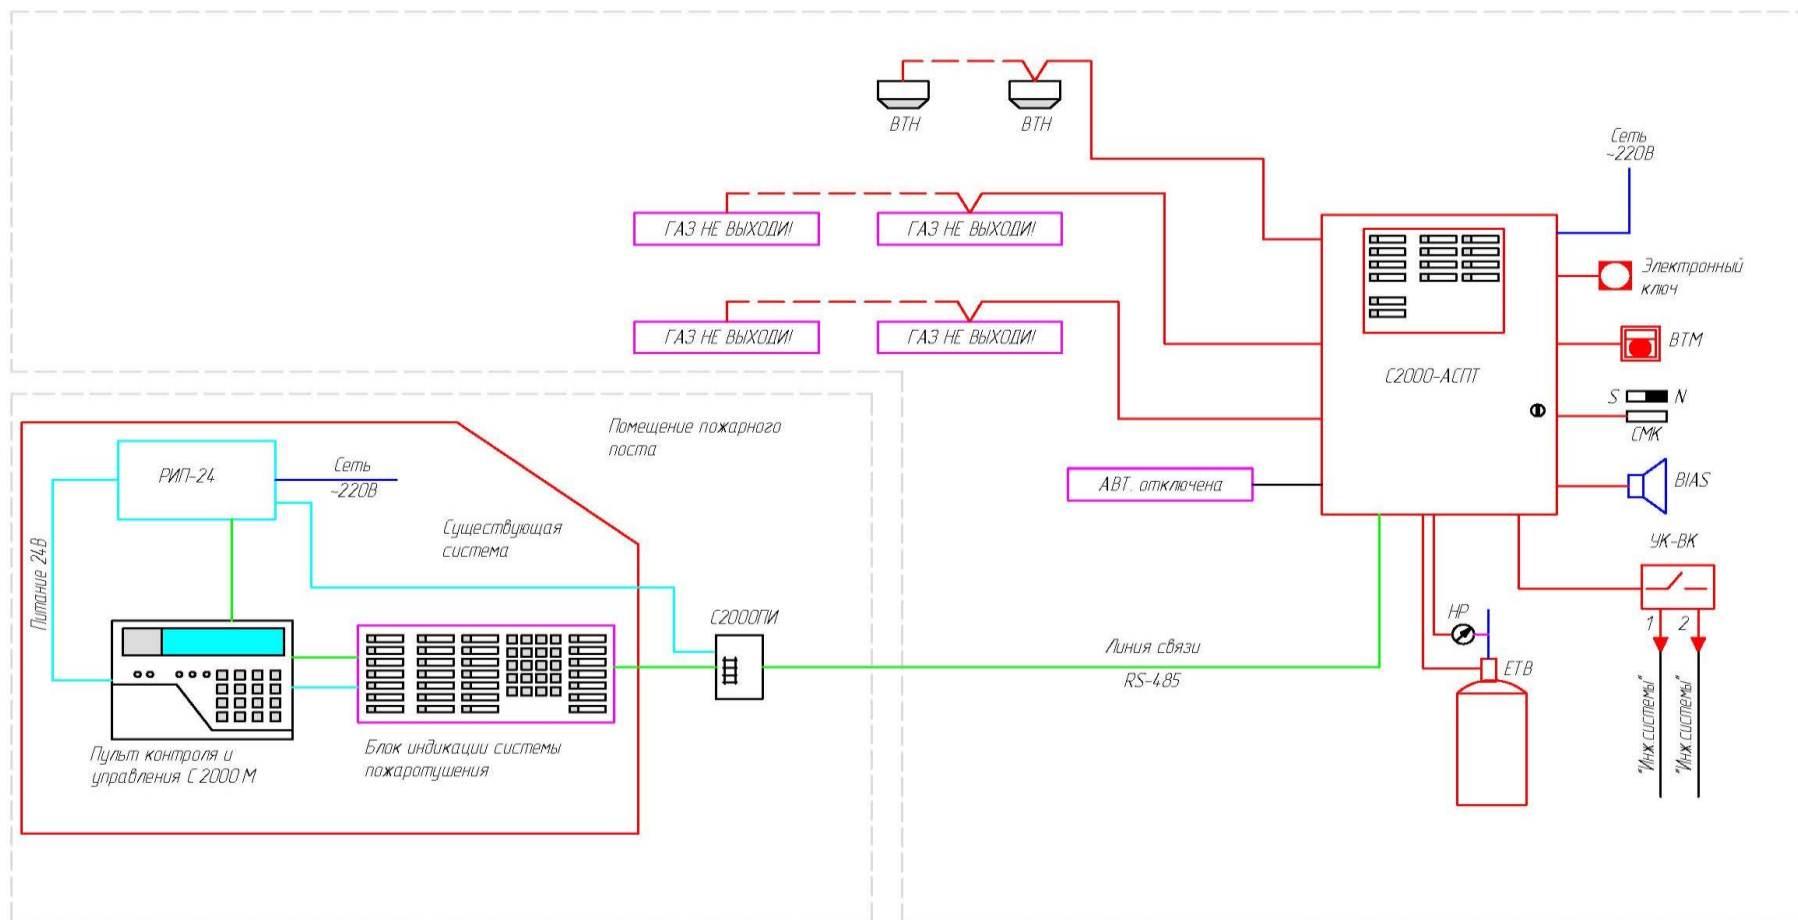 ВТН
ВТН
Сеть
~220В
ГАЗ НЕ ВЫХОДИ!
ГАЗ НЕ ВЫХОДИ!
Электронный
ключ
ГАЗ НЕ ВЫХОДИ!
ГАЗ НЕ ВЫХОДИ!
ВТМ
С2000-АСПТ
S
N
СМК
Помещение пожарного
поста
РИП-24
Сеть
~220В
АВТ. отключена
BIAS
Существующая
система
УК-ВК
Питание 24В
С2000ПИ
НР
1
2
Линия связи
RS-485
ЕТВ
Пульт контроля и
управления С 2000 М
Блок индикации системы
пожаротушения
"Инж.системы"
"Инж.системы"